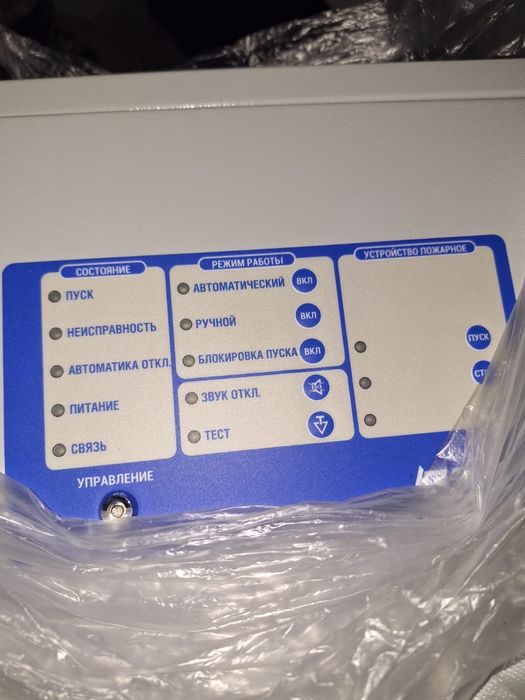 СОСТОЯНИЕ
ПУСК
НЕИСПРАВНОСТЬ
АВТОМАТИКА ОТКЛ.
ПИТАНИЕ
СВЯЗЬ
РЕЖИМ РАБОТЫ
АВТОМАТИЧЕСКИЙ ВКЛ
РУЧНОЙ ВКЛ
БЛОКИРОВКА ПУСКА ВКЛ
ЗВУК ОТКЛ.
ТЕСТ
УСТРОЙСТВО ПОЖАРНОЕ
ПУСК
УПРАВЛЕНИЕ